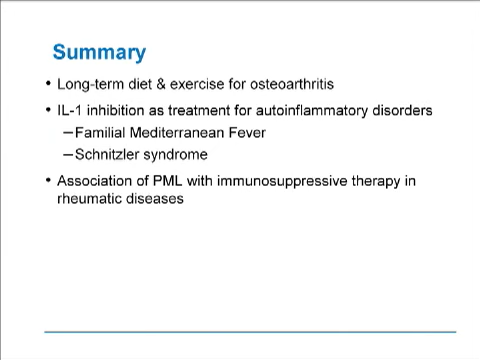 Summary
• Long-term diet & exercise for osteoarthritis
• IL-1 inhibition as treatment for autoinflammatory disorders
–Familial Mediterranean Fever
–Schnitzler syndrome
• Association of PML with immunosuppressive therapy in
rheumatic diseases